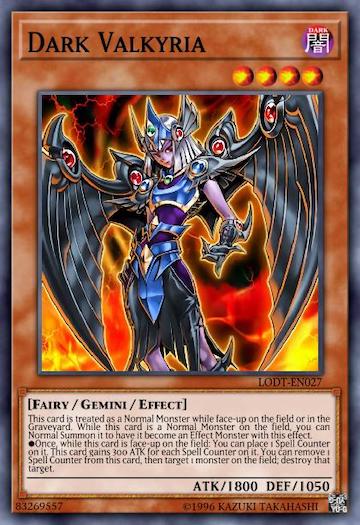 DARK VALKYRIA
DARK
闇
LODT-EN027
[FAIRY / GEMINI / EFFECT]
This card is treated as a Normal Monster while face-up on the field or in the
Graveyard. While this card is a Normal Monster on the field, you can
Normal Summon it to have it become an Effect Monster with this effect.
●Once, while this card is face-up on the field: You can place 1 Spell Counter
on it. This card gains 300 ATK for each Spell Counter on it. You can remove 1
Spell Counter from this card, then target 1 monster on the field; destroy
that target.
ATK/1800 DEF/1050
83269557 ©1996 KAZUKI TAKAHASHI